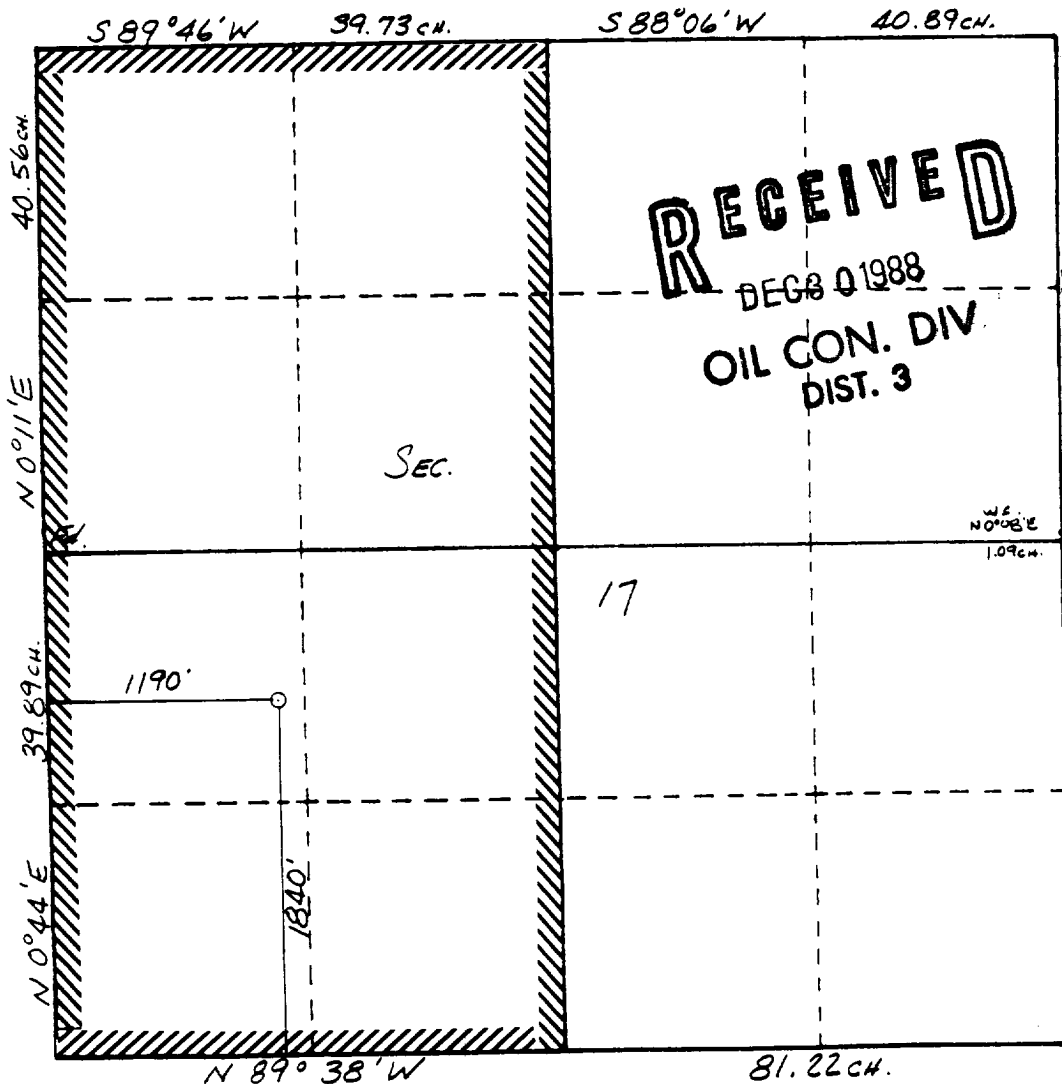 S 89° 46' W 39.73 CH. S 88° 06' W 40.89 CH.
40.56 CH.
RECEIVED
DEC 30 1988
OIL CON. DIV
DIST. 3
N 0° 11' E
SEC.
N 0° 08' E
1.09 CH.
17
39.89 CH.
1190'
1840'
N 0° 44' E
N 89° 38' W 81.22 CH.